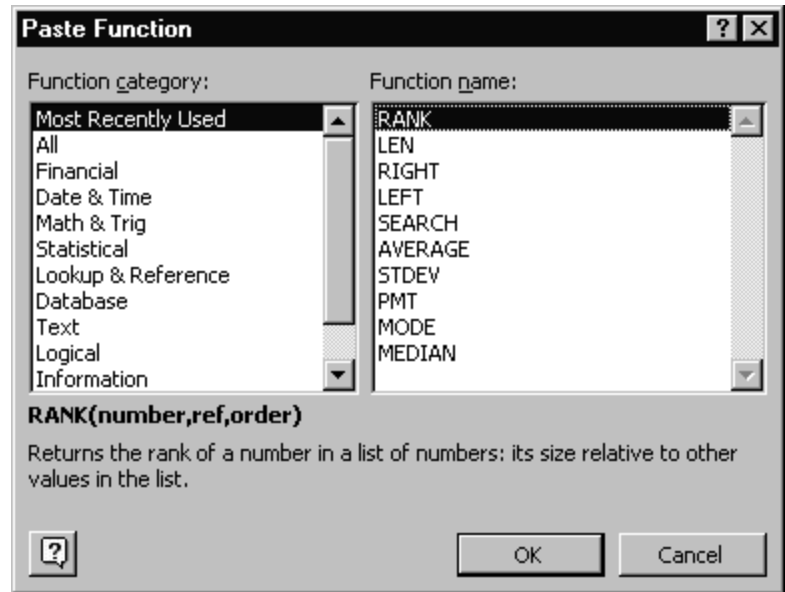 Paste Function
Function category:
Function name:
Most Recently Used
All
Financial
Date & Time
Math & Trig
Statistical
Lookup & Reference
Database
Text
Logical
Information
RANK
LEN
RIGHT
LEFT
SEARCH
AVERAGE
STDEV
PMT
MODE
MEDIAN
RANK(number,ref,order)
Returns the rank of a number in a list of numbers: its size relative to other
values in the list.
OK
Cancel